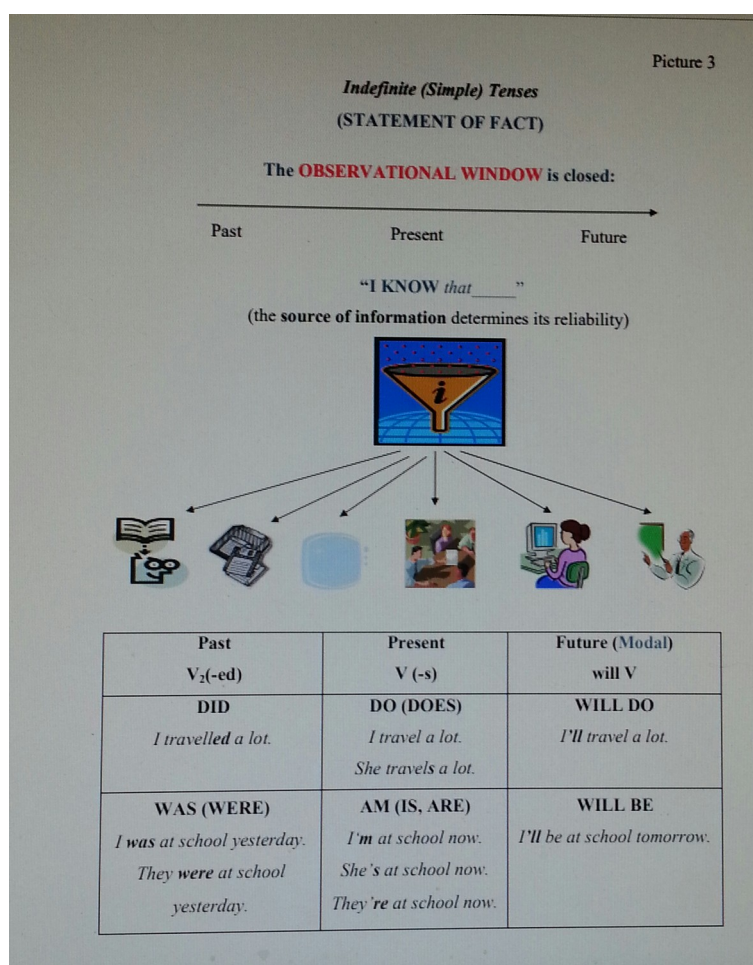 Picture 3
Indefinite (Simple) Tenses
(STATEMENT OF FACT)
The OBSERVATIONAL WINDOW is closed:
Past Present Future
“I KNOW that_____”
(the source of information determines its reliability)
i
Past Present Future (Modal)
V₂(-ed) V (-s) will V
DID DO (DOES) WILL DO
I travelled a lot. I travel a lot. I’ll travel a lot.
She travels a lot.
WAS (WERE) AM (IS, ARE) WILL BE
I was at school yesterday. I‘m at school now. I’ll be at school tomorrow.
They were at school She’s at school now.
yesterday. They’re at school now.